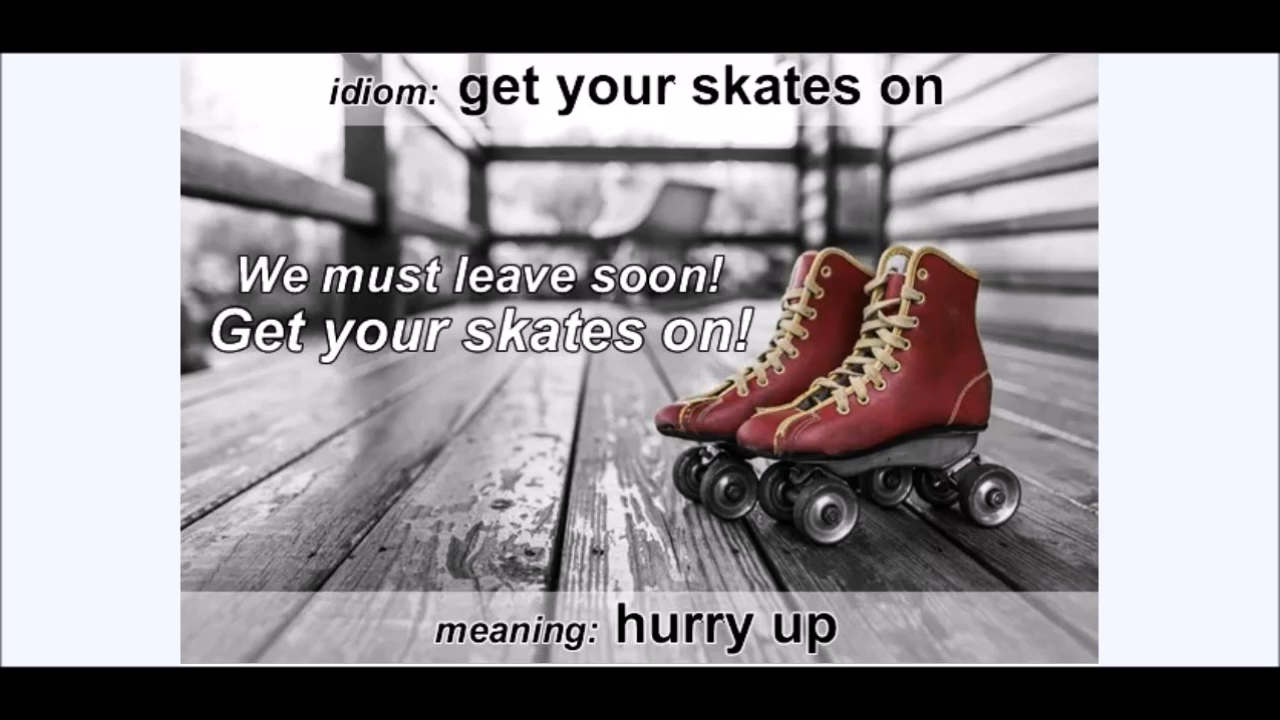 idiom: get your skates on
We must leave soon!
Get your skates on!
meaning: hurry up